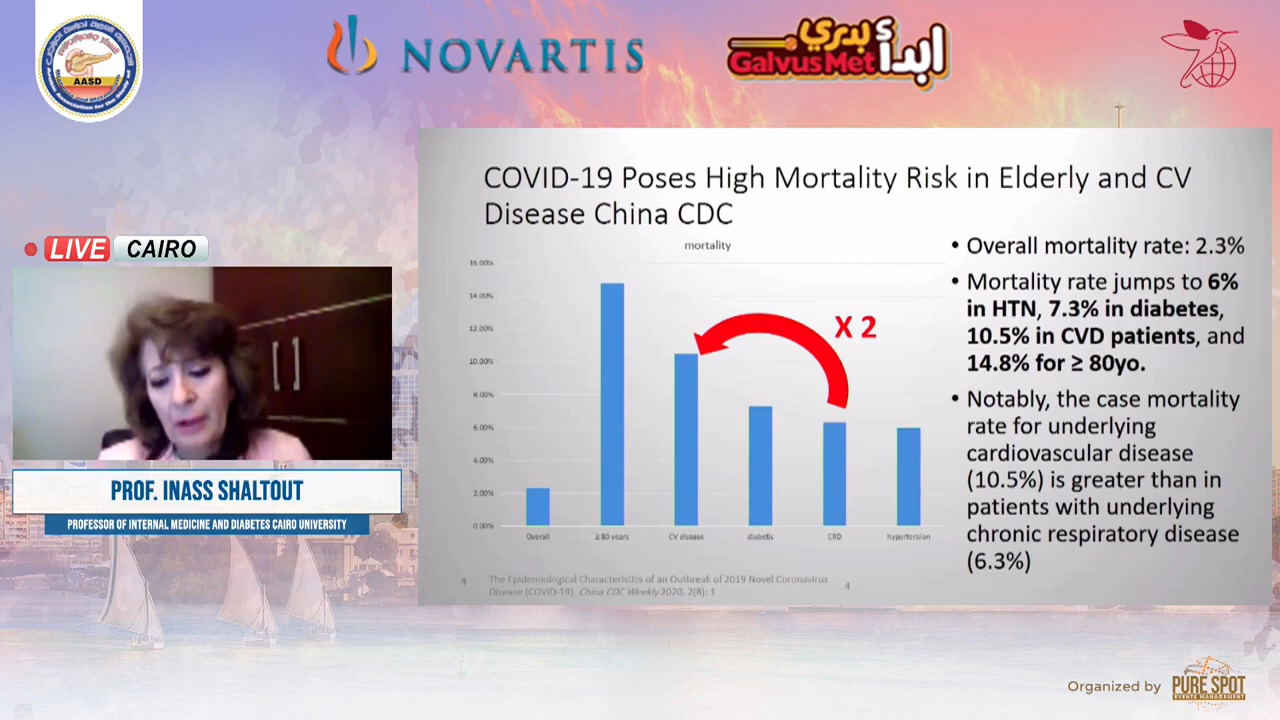 AASD
NOVARTIS
ابدأ بدري
GalvusMet
COVID-19 Poses High Mortality Risk in Elderly and CV
Disease China CDC
LIVE CAIRO
PROF. INASS SHALTOUT
PROFESSOR OF INTERNAL MEDICINE AND DIABETES CAIRO UNIVERSITY
mortality
16.00%
14.00%
12.00%
10.00%
8.00%
6.00%
4.00%
2.00%
0.00%
Overall ≥ 80 years CV disease diabetis CRD hypertension
X 2
• Overall mortality rate: 2.3%
• Mortality rate jumps to 6%
in HTN, 7.3% in diabetes,
10.5% in CVD patients, and
14.8% for ≥ 80yo.
• Notably, the case mortality
rate for underlying
cardiovascular disease
(10.5%) is greater than in
patients with underlying
chronic respiratory disease
(6.3%)
4 The Epidemiological Characteristics of an Outbreak of 2019 Novel Coronavirus 4
Disease (COVID-19). China CDC Weekly 2020, 2(8): 1
Organized by PURE SPOT
EVENTS MANAGEMENT